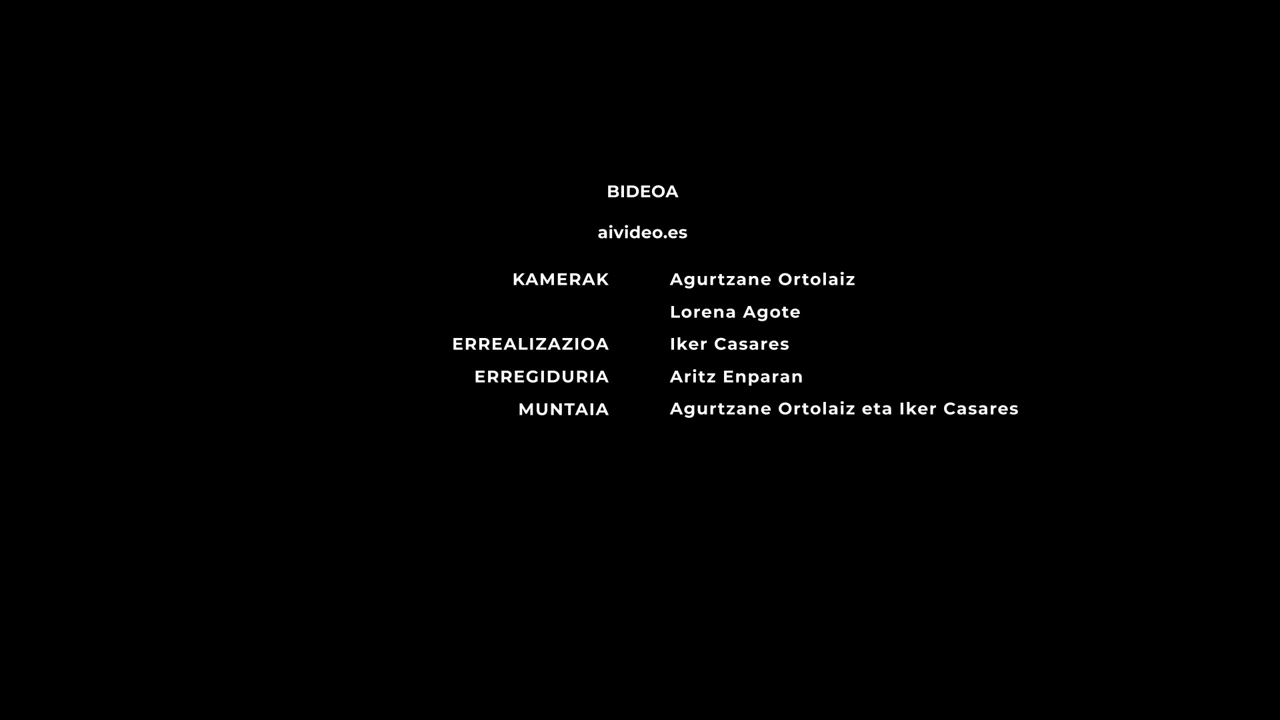 BIDEOA
aivideo.es
KAMERAK Agurtzane Ortolaiz
Lorena Agote
ERREALIZAZIOA Iker Casares
ERREGIDURIA Aritz Enparan
MUNTAIA Agurtzane Ortolaiz eta Iker Casares